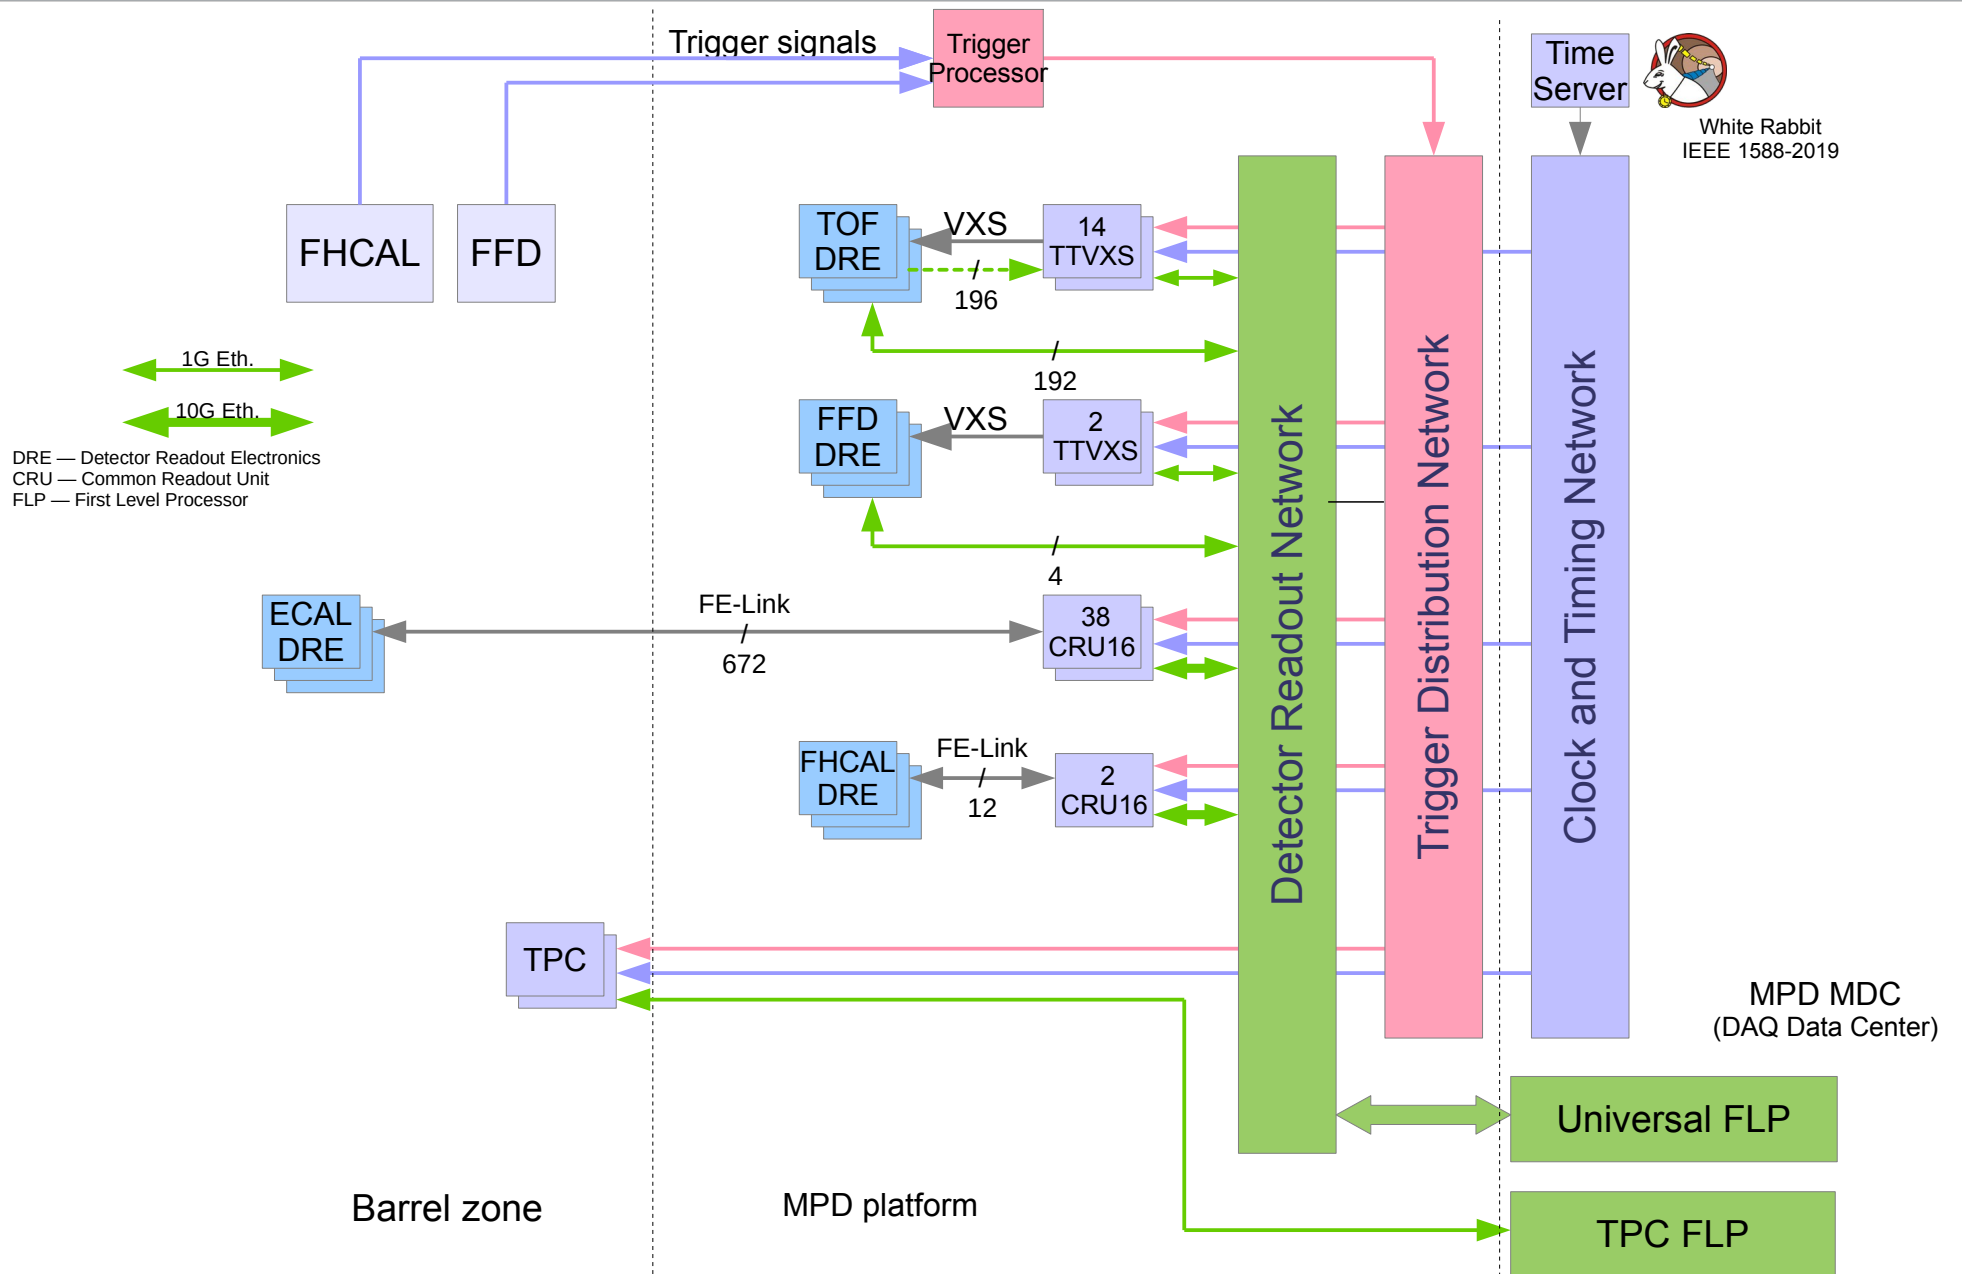 Trigger signals
Trigger
Processor
Time
Server
White Rabbit
IEEE 1588-2019
FHCAL
FFD
TOF
DRE
VXS
196
14
TTVXS
192
1G Eth.
10G Eth.
DRE — Detector Readout Electronics
CRU — Common Readout Unit
FLP — First Level Processor
FFD
DRE
VXS
2
TTVXS
4
ECAL
DRE
FE-Link
672
38
CRU16
FHCAL
DRE
FE-Link
12
2
CRU16
Detector Readout Network
Trigger Distribution Network
Clock and Timing Network
TPC
MPD MDC
(DAQ Data Center)
Universal FLP
TPC FLP
Barrel zone
MPD platform